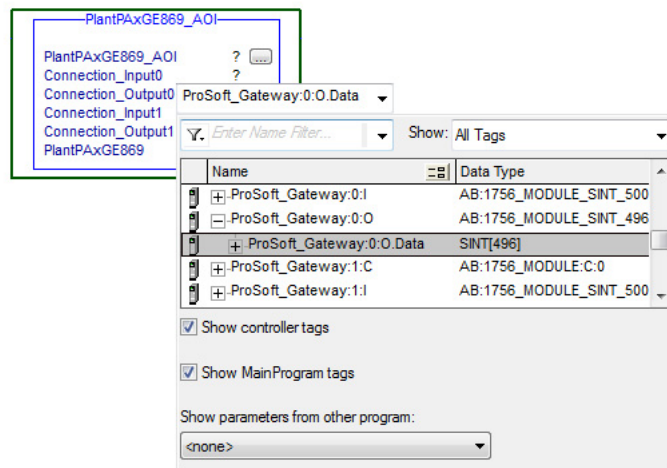 PlantPAxGE869_AOI
PlantPAxGE869_AOI ? ...
Connection_Input0 ?
Connection_Output0
Connection_Input1
Connection_Output1
PlantPAxGE869
ProSoft_Gateway:0:O.Data
Enter Name Filter... Show: All Tags
Name Data Type
ProSoft_Gateway:0:I AB:1756_MODULE_SINT_500
ProSoft_Gateway:0:O AB:1756_MODULE_SINT_496
ProSoft_Gateway:0:O.Data SINT[496]
ProSoft_Gateway:1:C AB:1756_MODULE:C:0
ProSoft_Gateway:1:I AB:1756_MODULE_SINT_500
Show controller tags
Show MainProgram tags
Show parameters from other program:
<none>